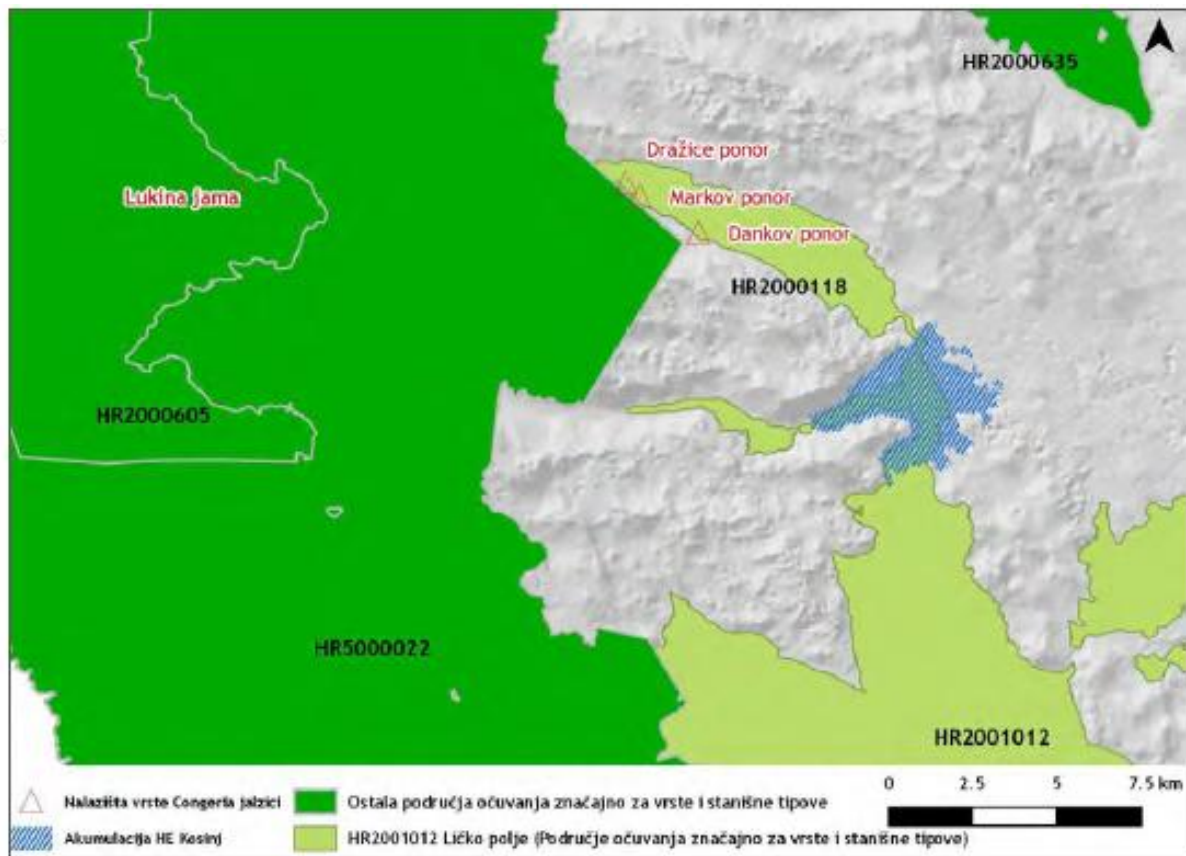 HR2000635
Dražice ponor
Lukina jama
Markov ponor
Dankov ponor
HR2000118
HR2000605
HR5000022
HR2001012
0 2.5 5 7.5 km
Nalazišta vrste Congeria jalzici
Ostala područja očuvanja značajno za vrste i stanišne tipove
Akumulacija HE Kosinj
HR2001012 Ličko polje (Područje očuvanja značajno za vrste i stanišne tipove)